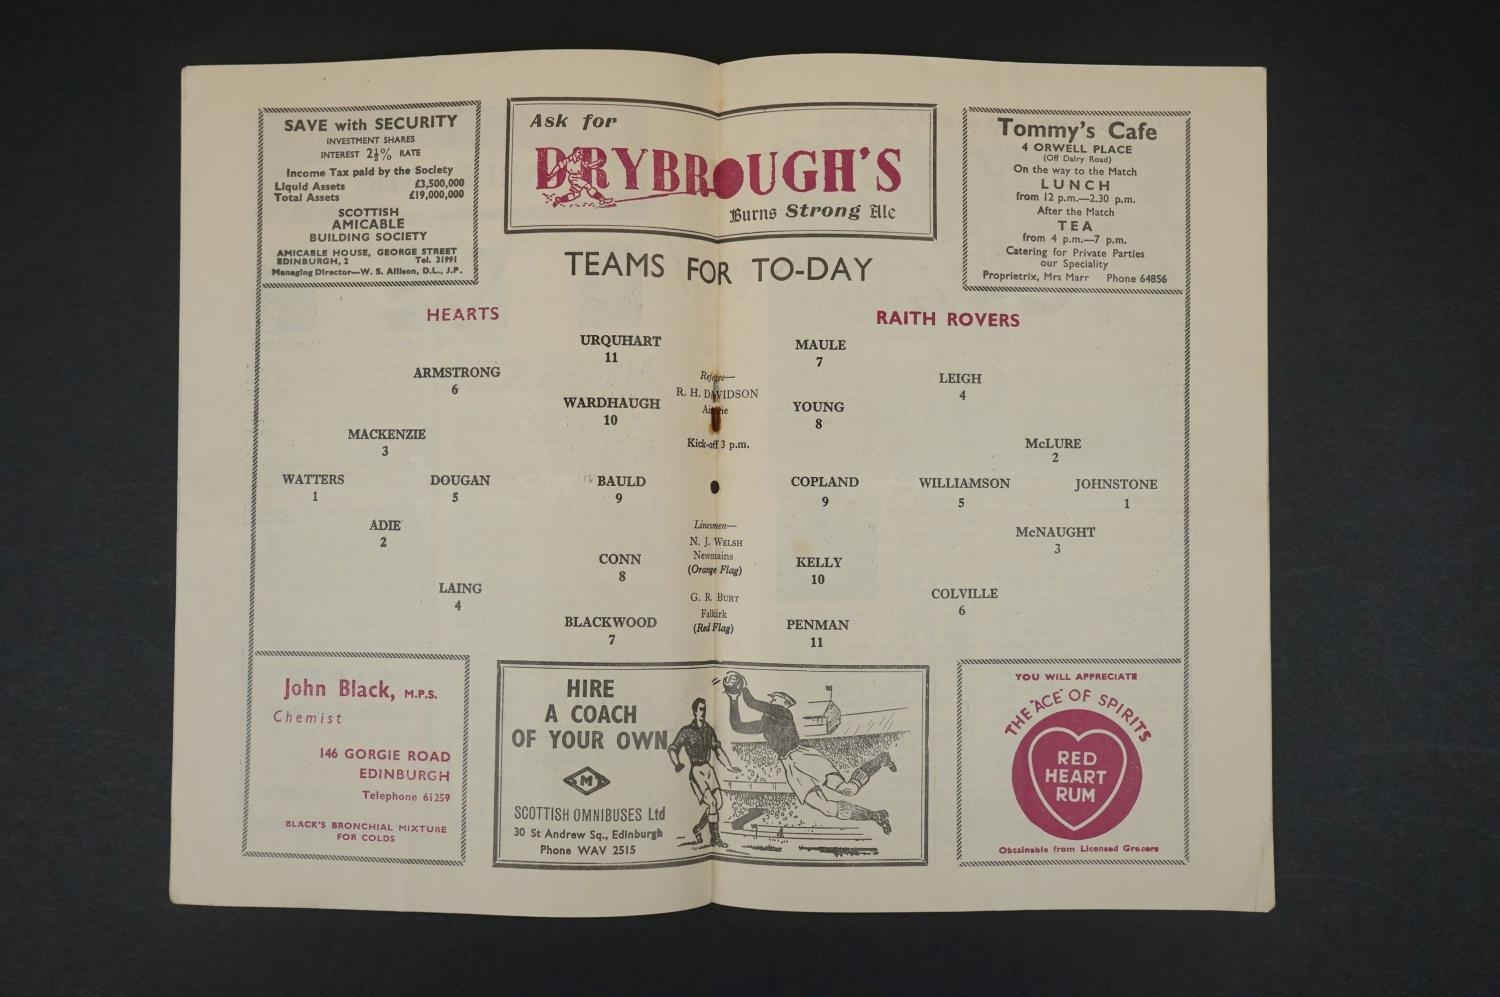 SAVE with SECURITY
INVESTMENT SHARES
INTEREST 2½% RATE
Income Tax paid by the Society
Liquid Assets £3,500,000
Total Assets £19,000,000
SCOTTISH
AMICABLE
BUILDING SOCIETY
AMICABLE HOUSE, GEORGE STREET
EDINBURGH, 2 Tel. 31991
Managing Director—W. S. Allison, D.L., J.P.
Ask for
DRYBROUGH'S
Burns Strong Ale
Tommy's Cafe
4 ORWELL PLACE
(Off Dalry Road)
On the way to the Match
LUNCH
from 12 p.m.—2.30 p.m.
After the Match
TEA
from 4 p.m.—7 p.m.
Catering for Private Parties
our Speciality
Proprietrix, Mrs Marr Phone 64856
TEAMS FOR TO-DAY
HEARTS
URQUHART
11
ARMSTRONG
6
WARDHAUGH
10
MACKENZIE
3
WATTERS
1
DOUGAN
5
BAULD
9
ADIE
2
CONN
8
LAING
4
BLACKWOOD
7
Referee—
R. H. DAVIDSON
Airdrie
Kick-off 3 p.m.
Linesmen—
N. J. WELSH
Newmains
(Orange Flag)
G. R. BURT
Falkirk
(Red Flag)
RAITH ROVERS
MAULE
7
LEIGH
4
YOUNG
8
McLURE
2
COPLAND
9
WILLIAMSON
5
JOHNSTONE
1
McNAUGHT
3
KELLY
10
COLVILLE
6
PENMAN
11
John Black, M.P.S.
Chemist
146 GORGIE ROAD
EDINBURGH
Telephone 61259
BLACK'S BRONCHIAL MIXTURE
FOR COLDS
HIRE
A COACH
OF YOUR OWN
SM
SCOTTISH OMNIBUSES Ltd
30 St Andrew Sq., Edinburgh
Phone WAV 2515
YOU WILL APPRECIATE
THE 'ACE' OF SPIRITS
RED
HEART
RUM
Obtainable from Licensed Grocers